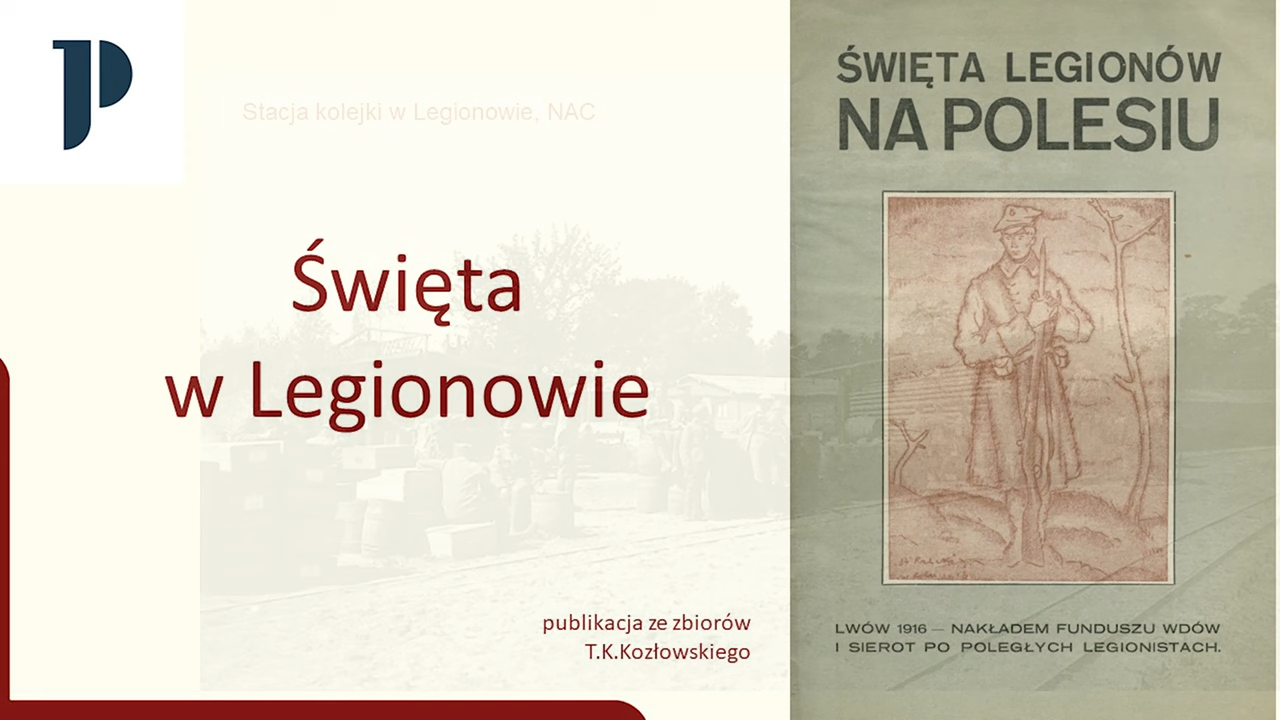 Stacja kolejki w Legionowie, NAC
Święta
w Legionowie
publikacja ze zbiorów
T.K.Kozłowskiego
ŚWIĘTA LEGIONÓW
NA POLESIU
LWÓW 1916 — NAKŁADEM FUNDUSZU WDÓW
I SIEROT PO POLEGŁYCH LEGIONISTACH.